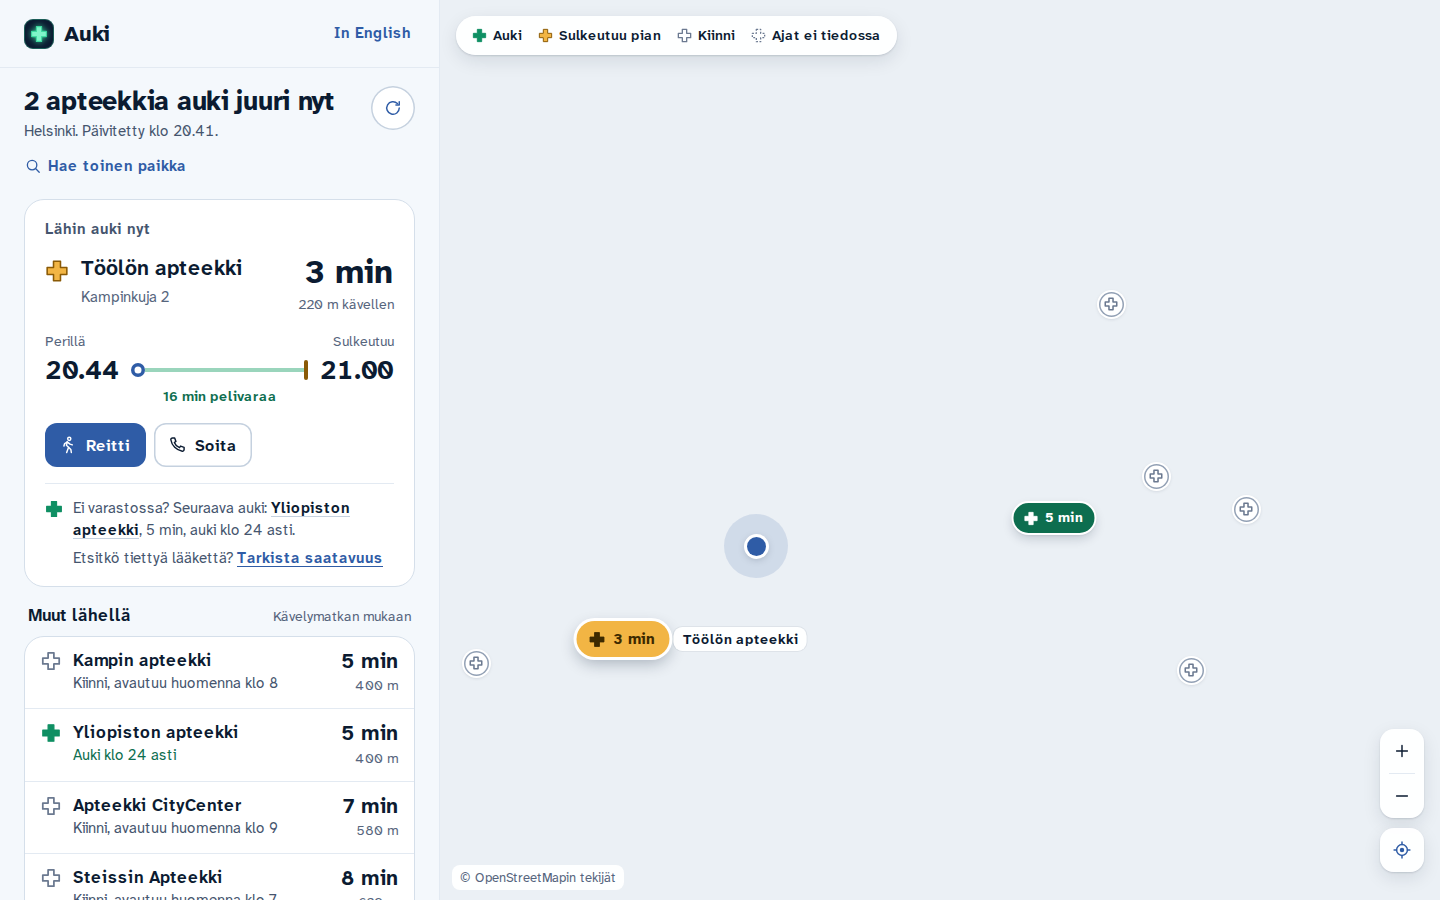 Auki
In English
2 apteekkia auki juuri nyt
Helsinki. Päivitetty klo 20.41.
Hae toinen paikka
Lähin auki nyt
Töölön apteekki
3 min
Kampinkuja 2
220 m kävellen
Perillä
Sulkeutuu
20.44
21.00
16 min pelivaraa
Reitti
Soita
Ei varastossa? Seuraava auki: Yliopiston
apteekki, 5 min, auki klo 24 asti.
Etsitkö tiettyä lääkettä? Tarkista saatavuus
Muut lähellä
Kävelymatkan mukaan
Kampin apteekki
5 min
Kiinni, avautuu huomenna klo 8
400 m
Yliopiston apteekki
5 min
Auki klo 24 asti
400 m
Apteekki CityCenter
7 min
Kiinni, avautuu huomenna klo 9
580 m
Steissin Apteekki
8 min
Kiinni, avautuu huomenna klo 7
Auki
Sulkeutuu pian
Kiinni
Ajat ei tiedossa
5 min
3 min
Töölön apteekki
© OpenStreetMapin tekijät